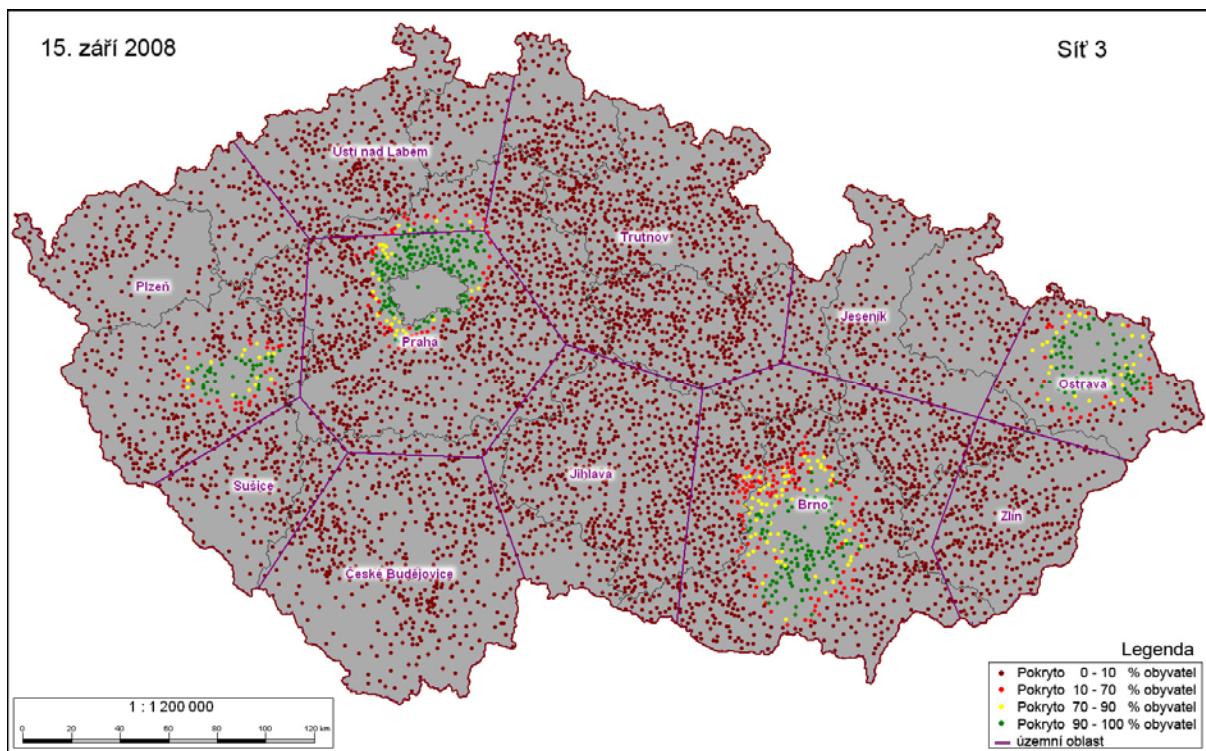 15. září 2008
Síť 3
Ústí nad Labem
Trutnov
Plzeň
Jeseník
Praha
Ostrava
Sušice
Jihlava
Brno
Zlín
České Budějovice
Legenda
Pokryto 0 - 10 % obyvatel
Pokryto 10 - 70 % obyvatel
Pokryto 70 - 90 % obyvatel
Pokryto 90 - 100 % obyvatel
územní oblast
1 : 1 200 000
0 20 40 60 80 100 120 km